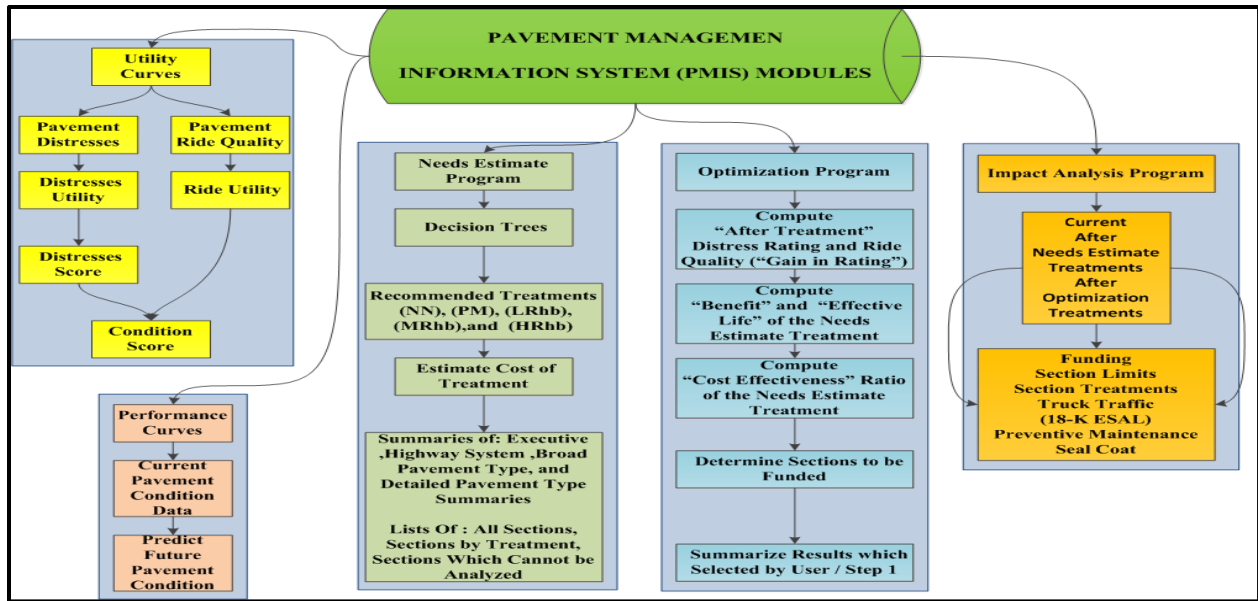 PAVEMENT MANAGEMEN
INFORMATION SYSTEM (PMIS) MODULES
Utility
Curves
Pavement
Distresses
Pavement
Ride Quality
Distresses
Utility
Ride Utility
Distresses
Score
Condition
Score
Performance
Curves
Current
Pavement
Condition
Data
Predict
Future
Pavement
Condition
Needs Estimate
Program
Decision Trees
Recommended Treatments
(NN), (PM), (LRhb),
(MRhb),and (HRhb)
Estimate Cost of
Treatment
Summaries of: Executive
,Highway System ,Broad
Pavement Type, and
Detailed Pavement Type
Summaries
Lists Of : All Sections,
Sections by Treatment,
Sections Which Cannot be
Analyzed
Optimization Program
Compute
“After Treatment”
Distress Rating and Ride
Quality (“Gain in Rating”)
Compute
“Benefit” and “Effective
Life” of the Needs
Estimate Treatment
Compute
“Cost Effectiveness” Ratio
of the Needs Estimate
Treatment
Determine Sections to be
Funded
Summarize Results which
Selected by User / Step 1
Impact Analysis Program
Current
After
Needs Estimate
Treatments
After
Optimization
Treatments
Funding
Section Limits
Section Treatments
Truck Traffic
(18-K ESAL)
Preventive Maintenance
Seal Coat